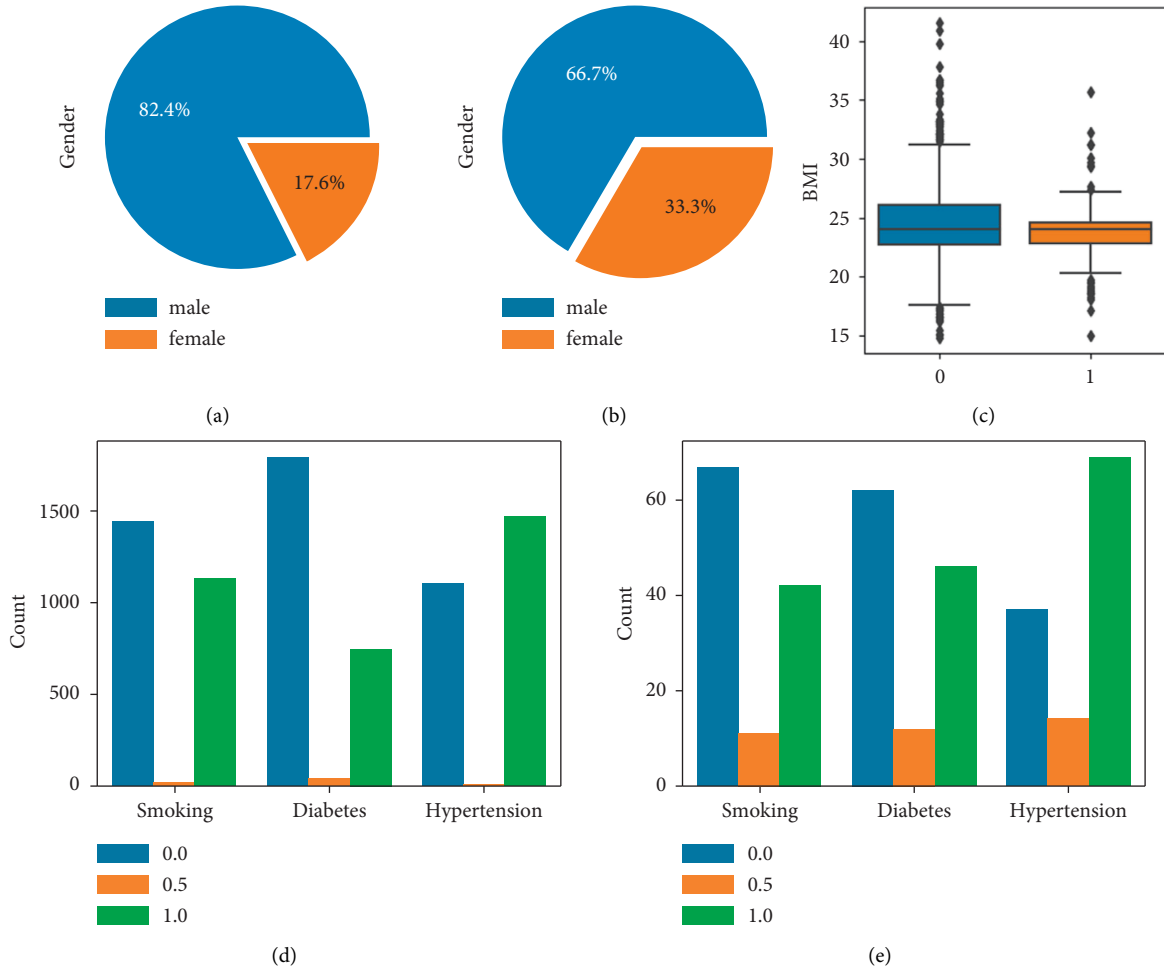 Gender
82.4%
17.6%
male
female
(a)
Gender
66.7%
33.3%
male
female
(b)
BMI
40
35
30
25
20
15
0 1
(c)
Count
1500
1000
500
0
Smoking Diabetes Hypertension
0.0
0.5
1.0
(d)
Count
60
40
20
0
Smoking Diabetes Hypertension
0.0
0.5
1.0
(e)